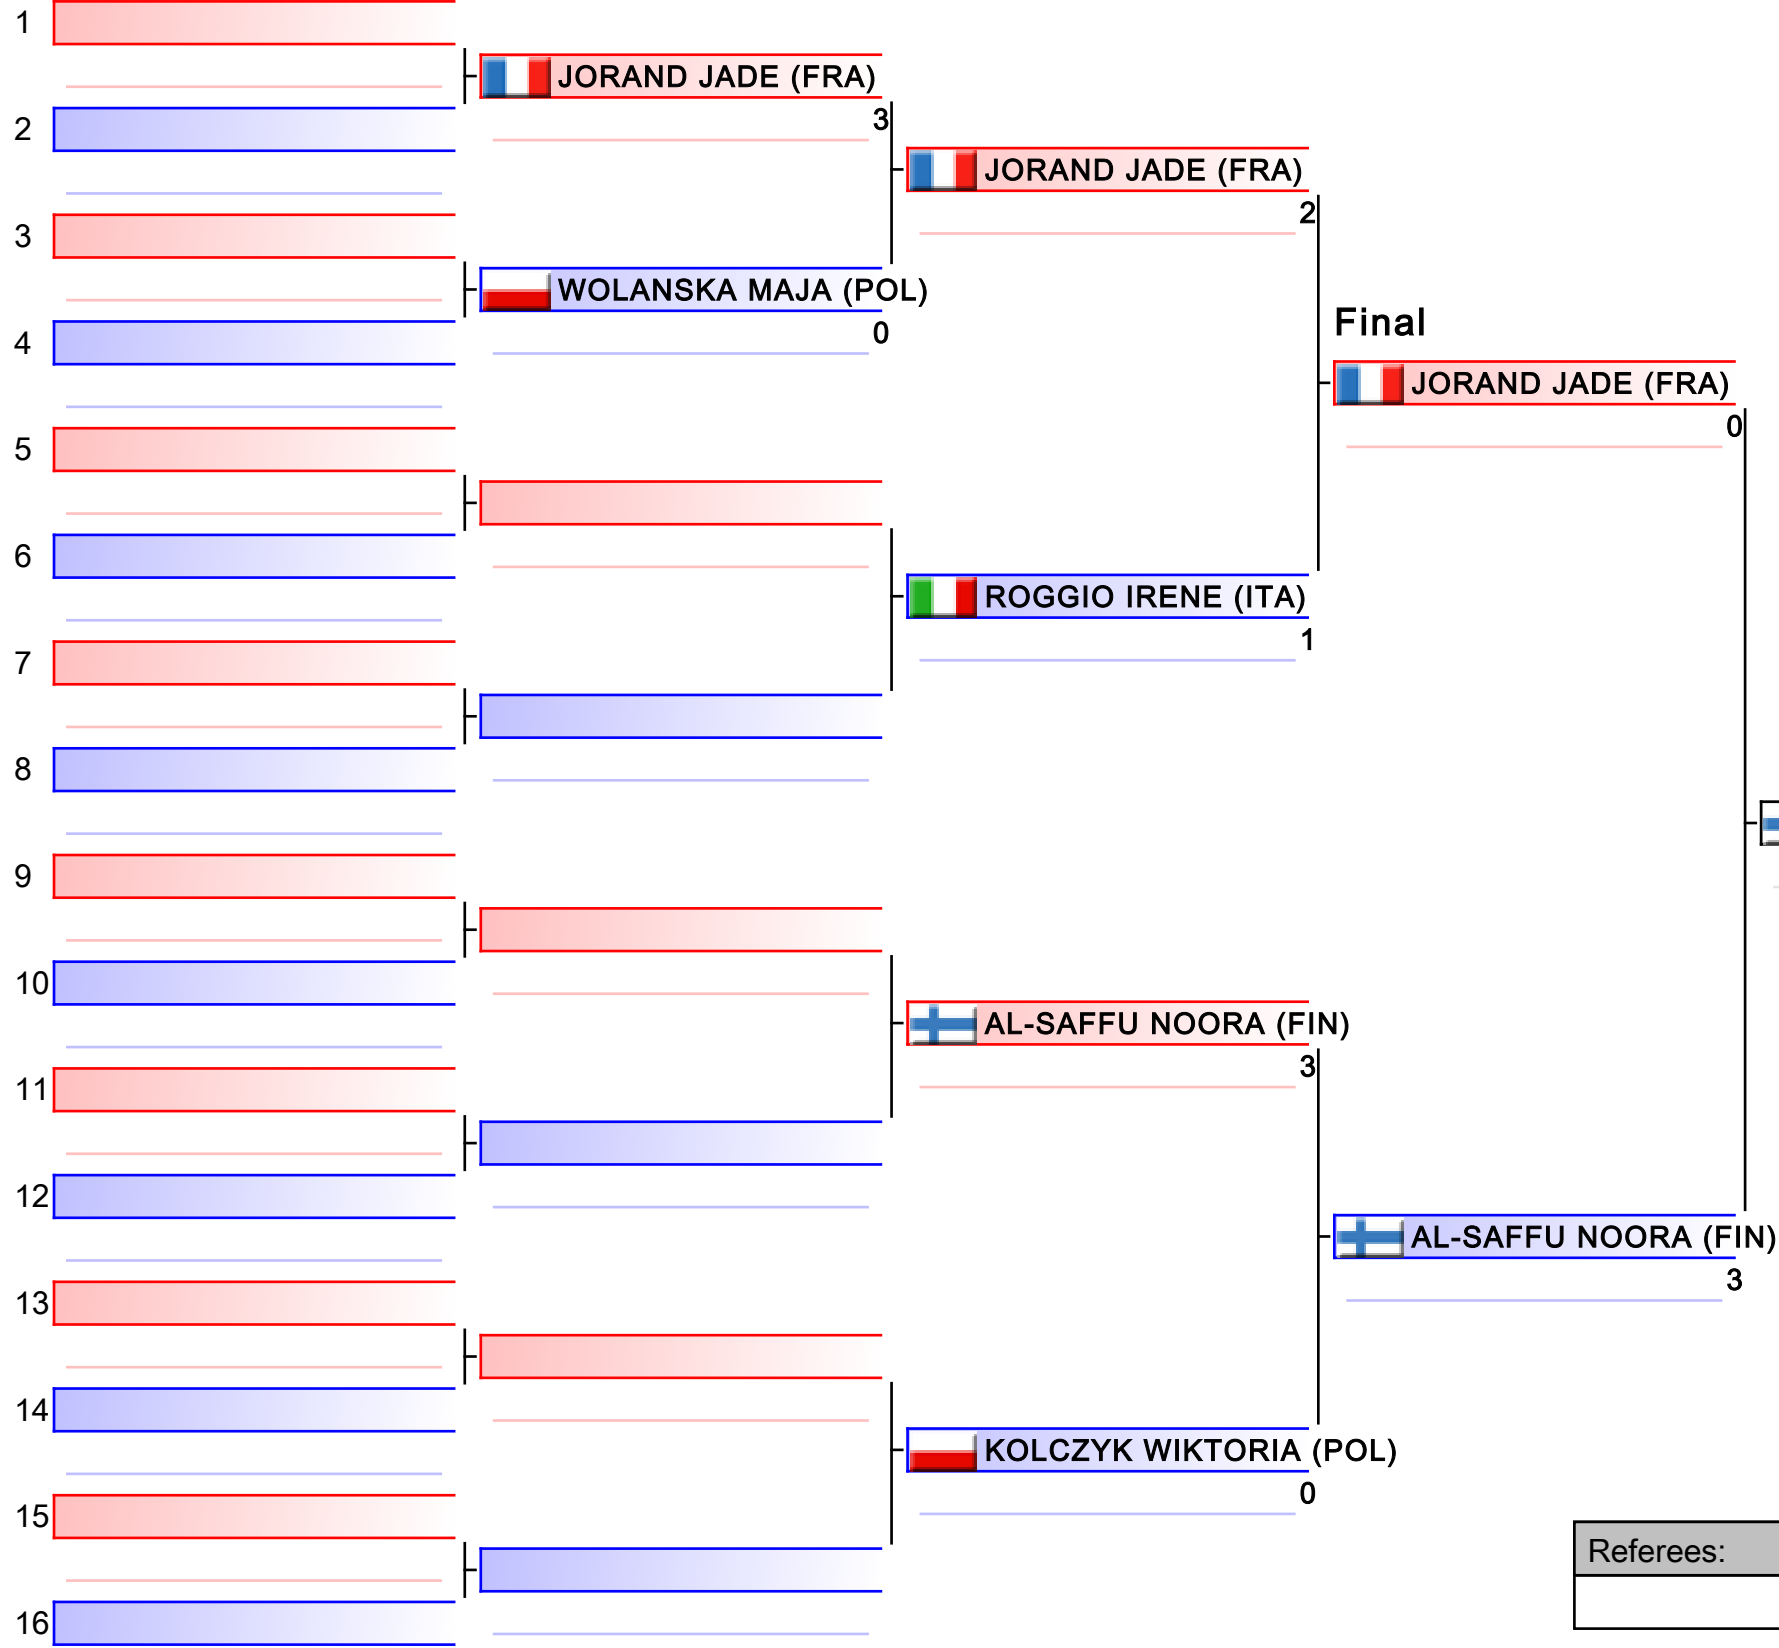 1
JORAND JADE (FRA)
3
2
JORAND JADE (FRA)
2
3
WOLANSKA MAJA (POL)
0
4
Final
JORAND JADE (FRA)
0
5
6
ROGGIO IRENE (ITA)
1
7
8
9
10
AL-SAFFU NOORA (FIN)
3
11
12
AL-SAFFU NOORA (FIN)
3
13
14
KOLCZYK WIKTORIA (POL)
0
15
Referees:
16